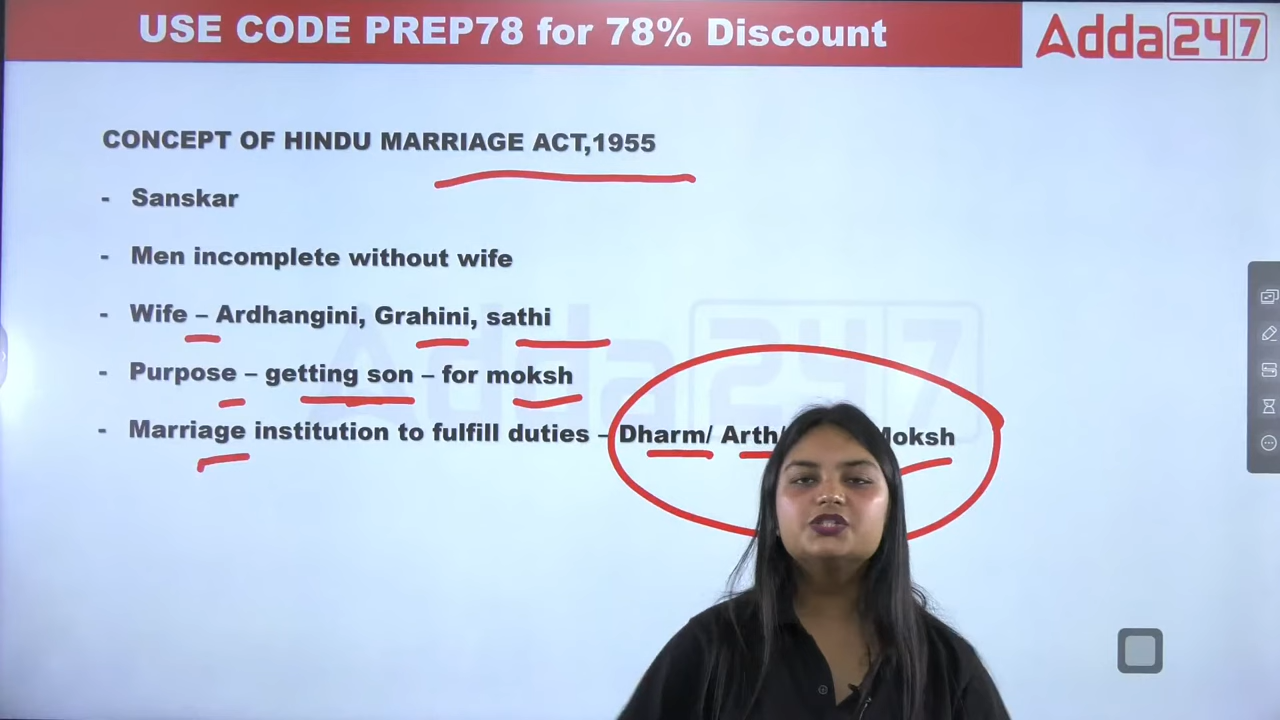 USE CODE PREP78 for 78% Discount
Adda247
CONCEPT OF HINDU MARRIAGE ACT,1955
- Sanskar
- Men incomplete without wife
- Wife – Ardhangini, Grahini, sathi
- Purpose – getting son – for moksh
- Marriage institution to fulfill duties – Dharm/ Arth/ Moksh
Adda247